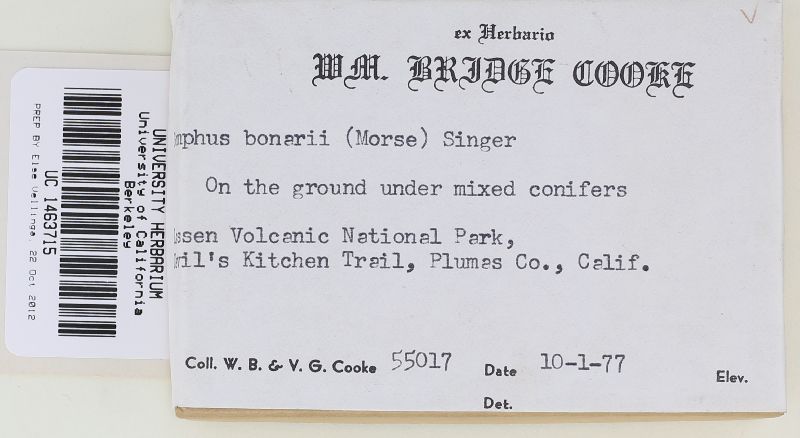 ex Herbario
WM. BRIDGE COOKE
mphus bonarii (Morse) Singer
On the ground under mixed conifers
ssen Volcanic National Park,
vil's Kitchen Trail, Plumas Co., Calif.
Coll. W. B. & V. G. Cooke 55017 Date 10-1-77 Elev.
Det.
UNIVERSITY HERBARIUM
University of California
Berkeley
UC 1463715
PREP BY Else Vellinga, 22 Oct 2012